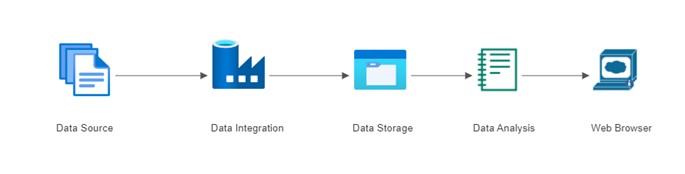 Data Source
Data Integration
Data Storage
Data Analysis
Web Browser